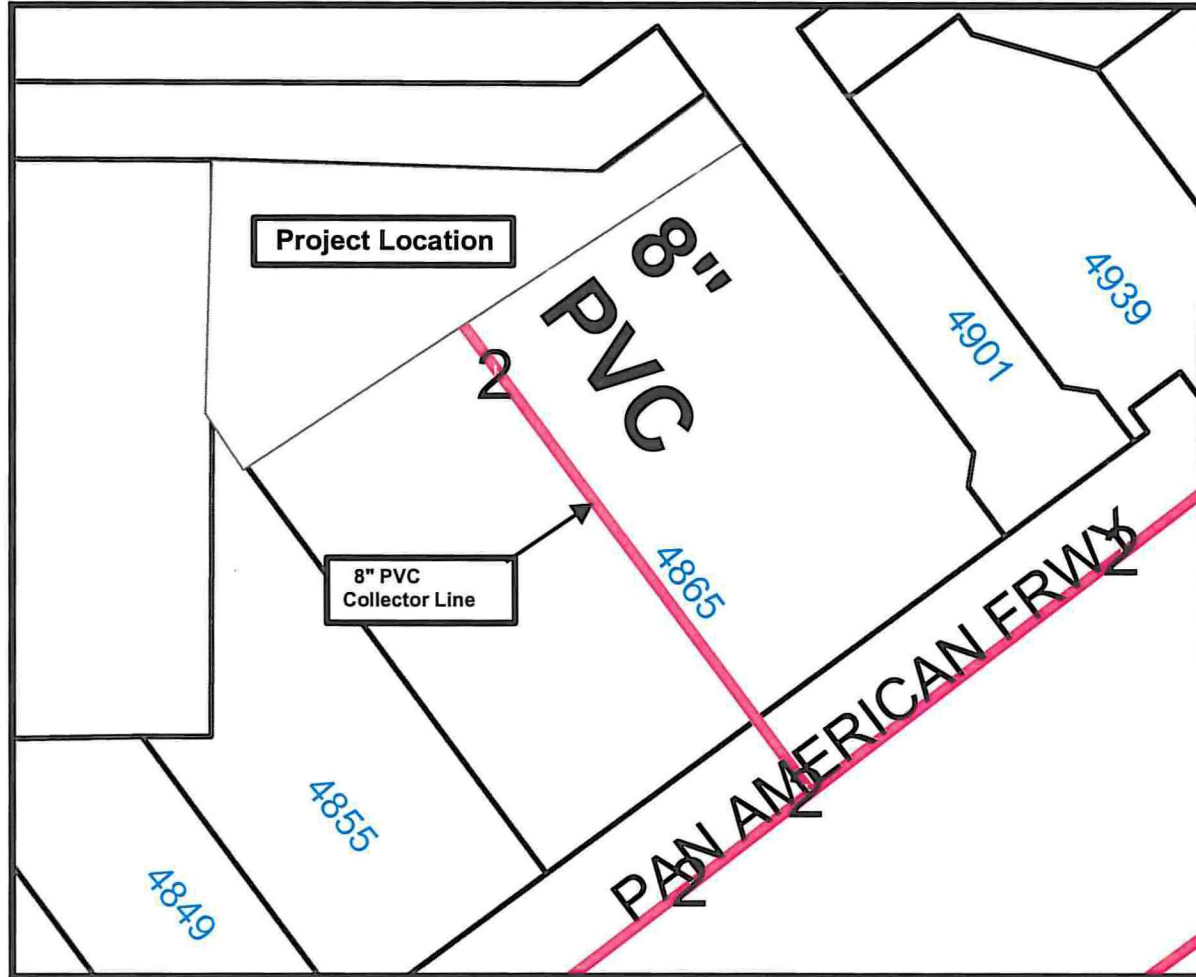 Project Location
8"
PVC
4939
4901
2
8" PVC
Collector Line
4865
2
PAN AMERICAN FRWY
2
2
4855
4849